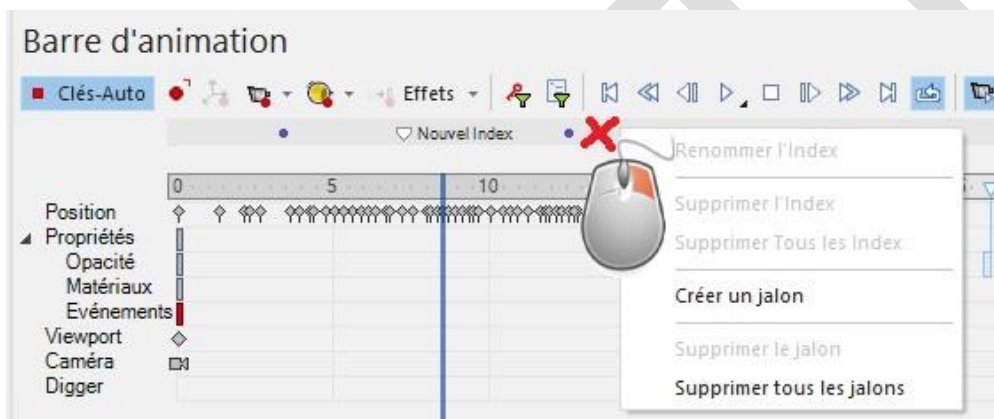 Barre d'animation
Clés-Auto Effets
Nouvel Index
Renommer l'Index
0 5 10
Supprimer l'Index
Position
Propriétés
Supprimer Tous les Index
Opacité
Matériaux
Créer un jalon
Evénements
Viewport
Supprimer le jalon
Caméra
Digger
Supprimer tous les jalons